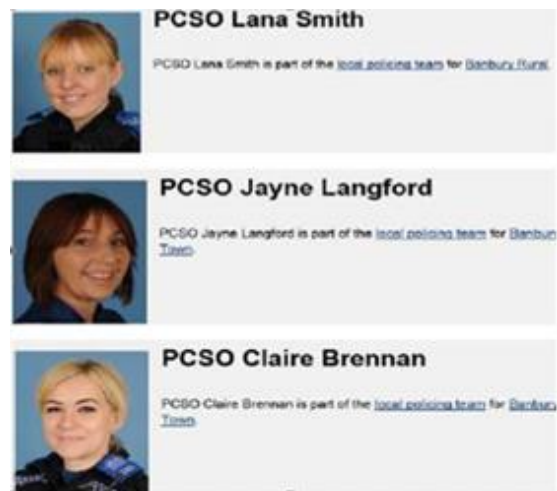 PCSO Lana Smith
PCSO Lana Smith is part of the local policing team for Banbury Rural.
PCSO Jayne Langford
PCSO Jayne Langford is part of the local policing team for Banbury
Town.
PCSO Claire Brennan
PCSO Claire Brennan is part of the local policing team for Banbury
Town.